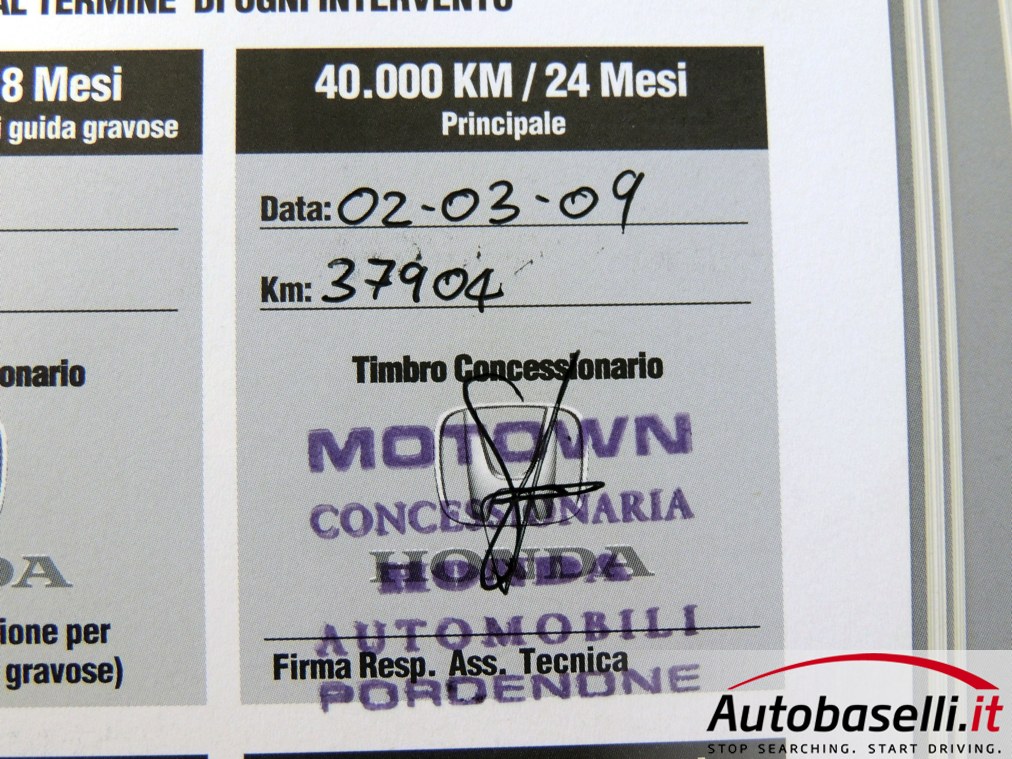 AL TERMINE DI OGNI INTERVENTO
8 Mesi
i guida gravose
onario
DA
ione per
gravose)
40.000 KM / 24 Mesi
Principale
Data: 02-03-09
Km: 37904
Timbro Concessionario
MOTOWN
CONCESSIONARIA
HONDA
HONDA
AUTOMOBILI
Firma Resp. Ass. Tecnica
PORDENONE
Autobaselli.it
STOP SEARCHING. START DRIVING.